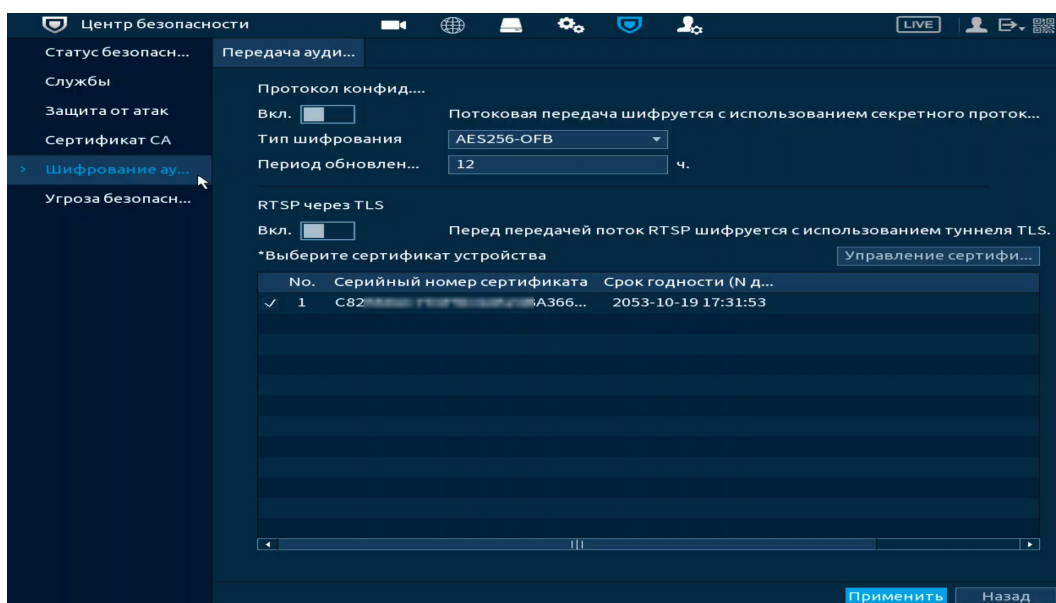 Центр безопасности LIVE
Статус безопасн...
Службы
Защита от атак
Сертификат CA
> Шифрование ау...
Угроза безопасн...
Передача ауди...
Протокол конфид....
Вкл. Потоковая передача шифруется с использованием секретного проток...
Тип шифрования AES256-OFB
Период обновлен... 12 ч.
RTSP через TLS
Вкл. Перед передачей поток RTSP шифруется с использованием туннеля TLS.
*Выберите сертификат устройства Управление сертифи...
No. Серийный номер сертификата Срок годности (N д...
1 C82 A366... 2053-10-19 17:31:53
Применить Назад